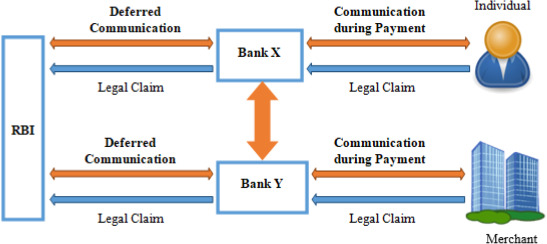 Deferred
Communication
Communication
during Payment
Individual
Bank X
Legal Claim
Legal Claim
RBI
Deferred
Communication
Communication
during Payment
Bank Y
Legal Claim
Legal Claim
Merchant